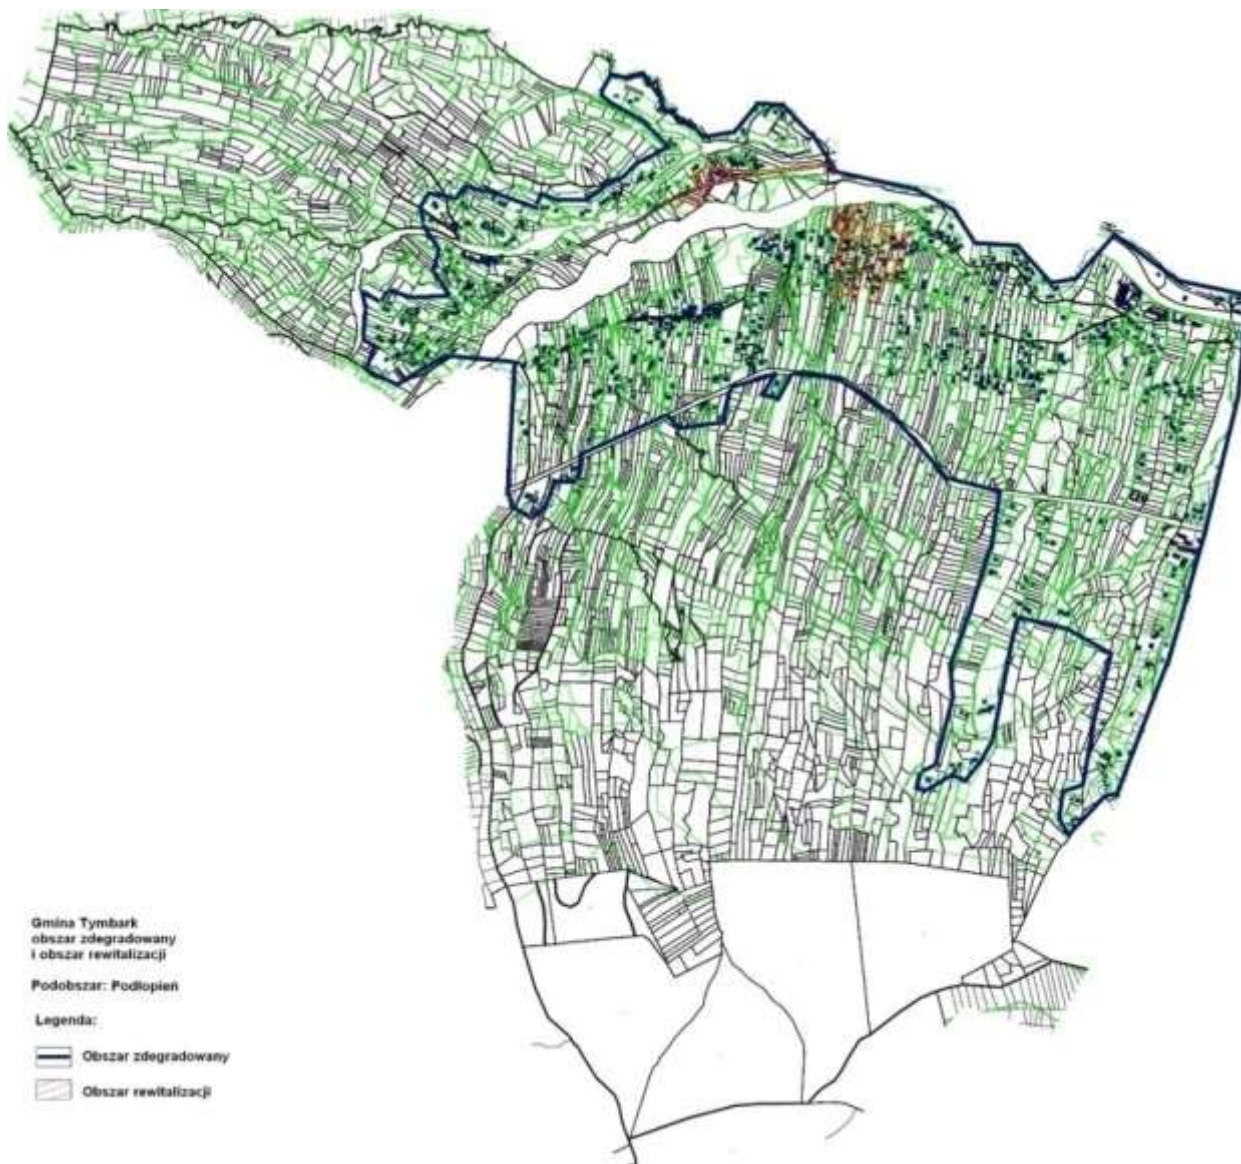 Gmina Tymbark
obszar zdegradowany
i obszar rewitalizacji
Podobszar: Podłopień
Legenda:
Obszar zdegradowany
Obszar rewitalizacji